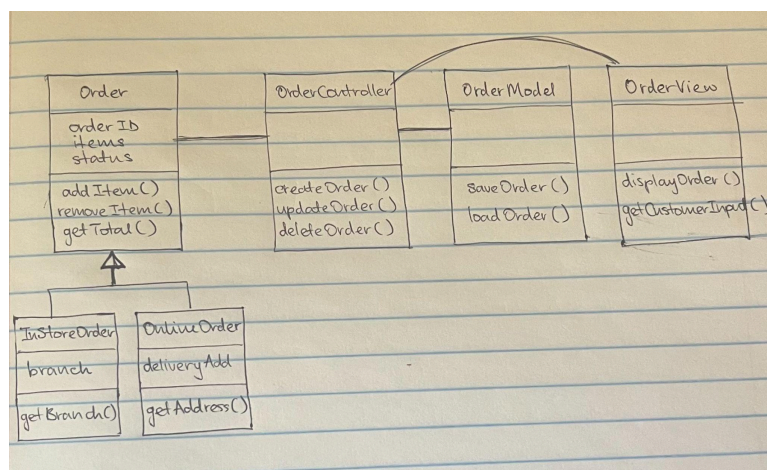 Order
orderID
items
status
addItem()
removeItem()
getTotal()
OrderController
createOrder()
updateOrder()
deleteOrder()
OrderModel
saveOrder()
loadOrder()
OrderView
displayOrder()
getCustomerInput()
InStoreOrder
branch
getBranch()
OnlineOrder
deliveryAdd
getAddress()